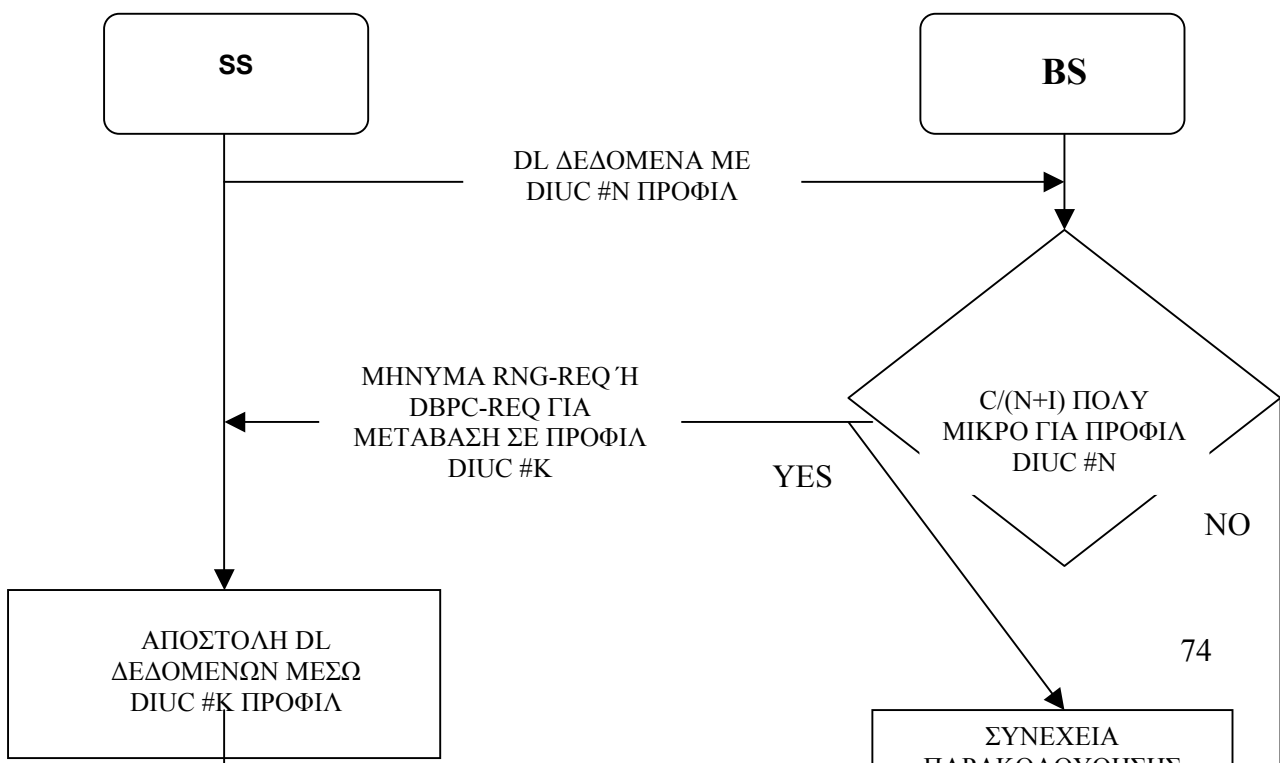 SS
BS
DL ΔΕΔΟΜΕΝΑ ΜΕ
DIUC #N ΠΡΟΦΙΛ
ΜΗΝΥΜΑ RNG-REQ Ή
DBPC-REQ ΓΙΑ
ΜΕΤΑΒΑΣΗ ΣΕ ΠΡΟΦΙΛ
DIUC #K
C/(N+I) ΠΟΛΥ
ΜΙΚΡΟ ΓΙΑ ΠΡΟΦΙΛ
DIUC #N
YES
NO
ΑΠΟΣΤΟΛΗ DL
ΔΕΔΟΜΕΝΩΝ ΜΕΣΩ
DIUC #K ΠΡΟΦΙΛ
74
ΣΥΝΕΧΕΙΑ
ΠΑΡΑΚΟΛΟΥΘΗΣΗΣ